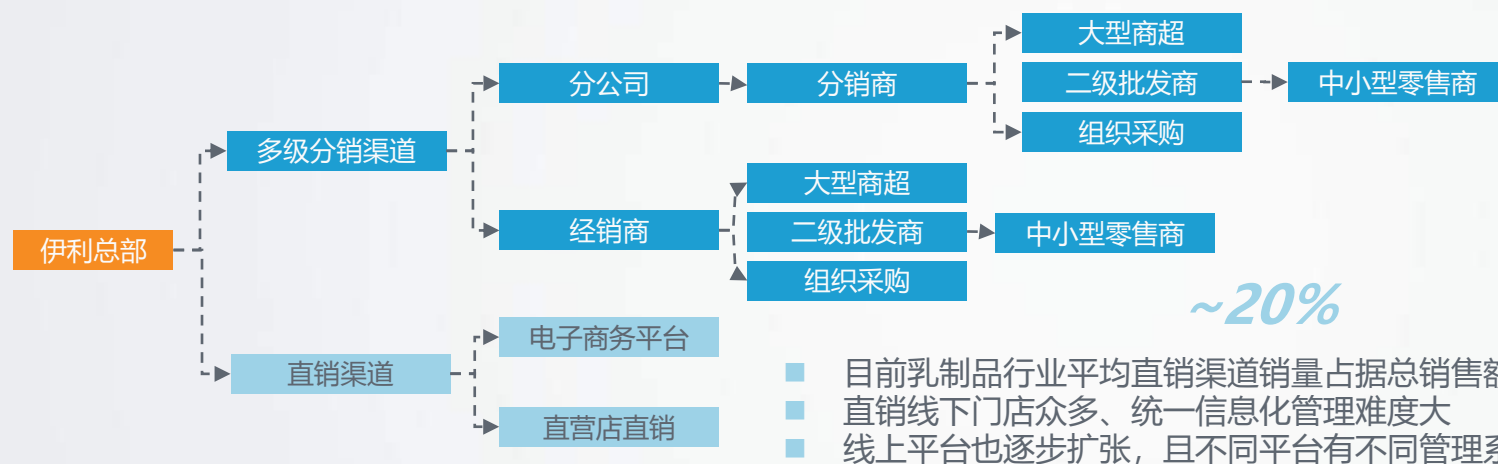 大型商超
分公司
分销商
二级批发商
中小型零售商
多级分销渠道
组织采购
大型商超
经销商
二级批发商
中小型零售商
伊利总部
组织采购
~20%
电子商务平台
直销渠道
目前乳制品行业平均直销渠道销量占据总销售额
直营店直销
直销线下门店众多、统一信息化管理难度大
线上平台也逐步扩张，且不同平台有不同管理系